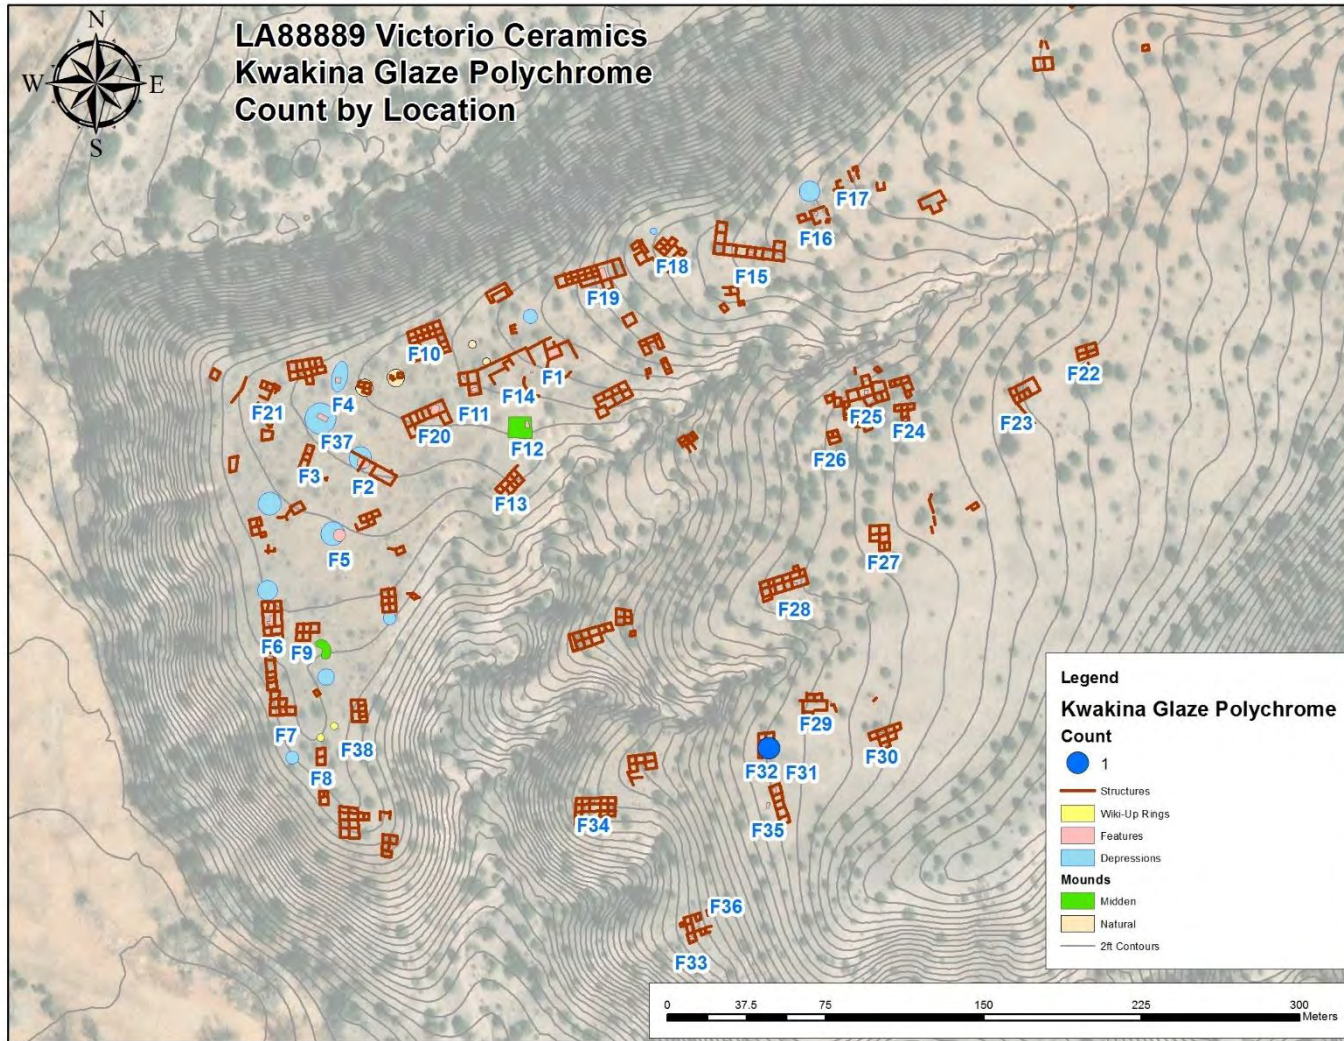 N
W E
S
LA88889 Victorio Ceramics
Kwakina Glaze Polychrome
Count by Location
F17
F16
F18
F15
F19
F10
F1
F14
F11
F4
F21
F37
F20
F12
F3
F2
F13
F5
F22
F23
F25
F24
F26
F27
F28
F6
F9
F7
F38
F8
F29
F30
F32
F31
F35
F34
F36
F33
Legend
Kwakina Glaze Polychrome
Count
1
Structures
Wiki-Up Rings
Features
Depressions
Mounds
Midden
Natural
2ft Contours
0 37.5 75 150 225 300
Meters